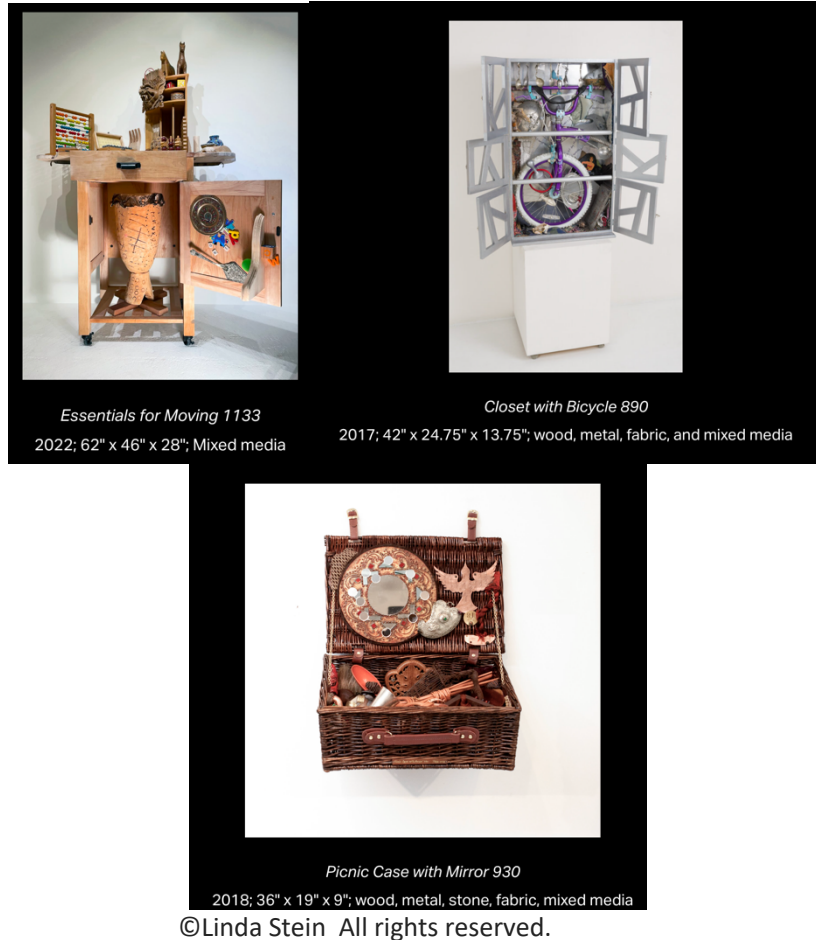 Essentials for Moving 1133
2022; 62" x 46" x 28"; Mixed media
Closet with Bicycle 890
2017; 42" x 24.75" x 13.75"; wood, metal, fabric, and mixed media
Picnic Case with Mirror 930
2018; 36" x 19" x 9"; wood, metal, stone, fabric, mixed media
©Linda Stein All rights reserved.